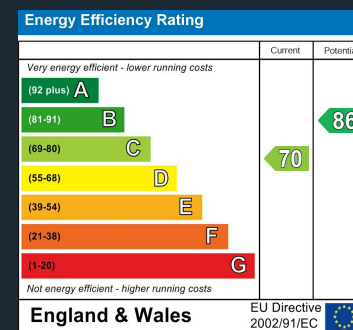 Energy Efficiency Rating
Current
Very energy efficient - lower running costs
(92 plus) A
(81-91) B
86
(69-80) C
70
(55-68) D
(39-54) E
(21-38) F
(1-20) G
Not energy efficient - higher running costs
England & Wales
EU Directive
2002/91/EC